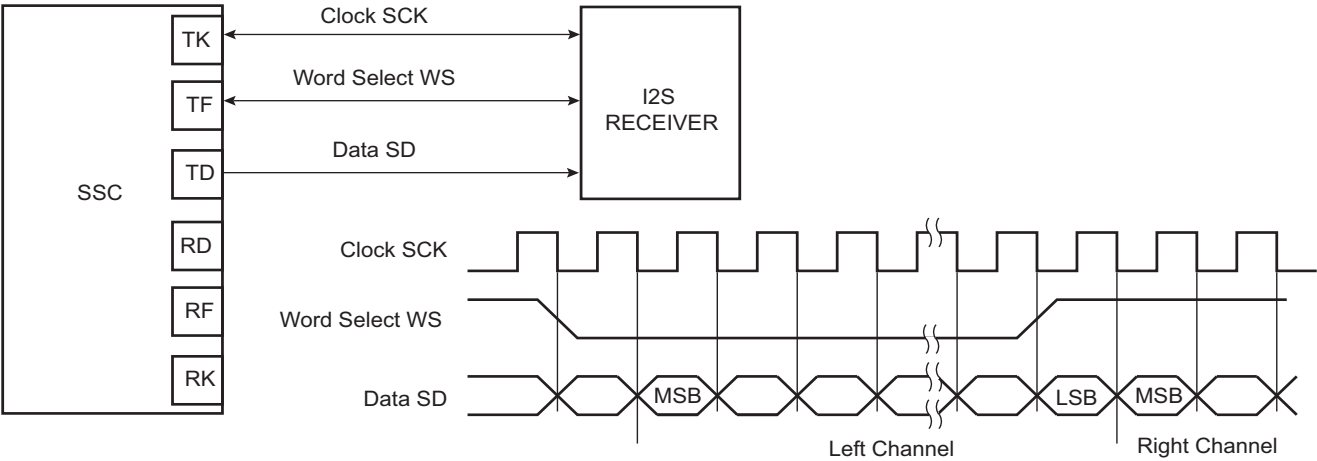 SSC
TK
TF
TD
RD
RF
RK
Clock SCK
Word Select WS
Data SD
I2S
RECEIVER
Clock SCK
Word Select WS
Data SD
MSB
LSB
MSB
Left Channel
Right Channel